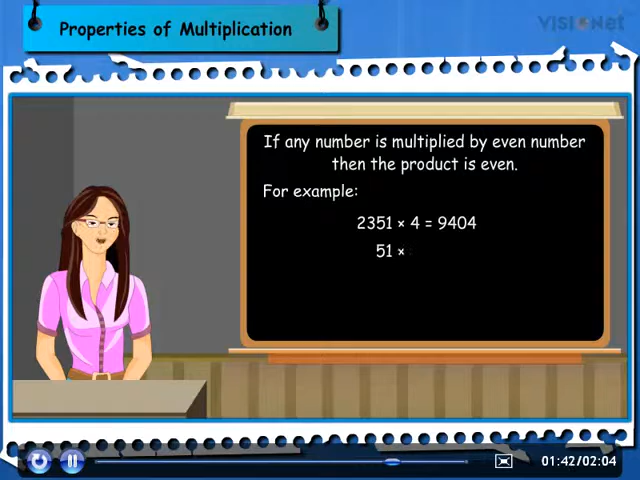 Properties of Multiplication
VISIONet
If any number is multiplied by even number
then the product is even.
For example:
2351 × 4 = 9404
51 ×
01:42/02:04